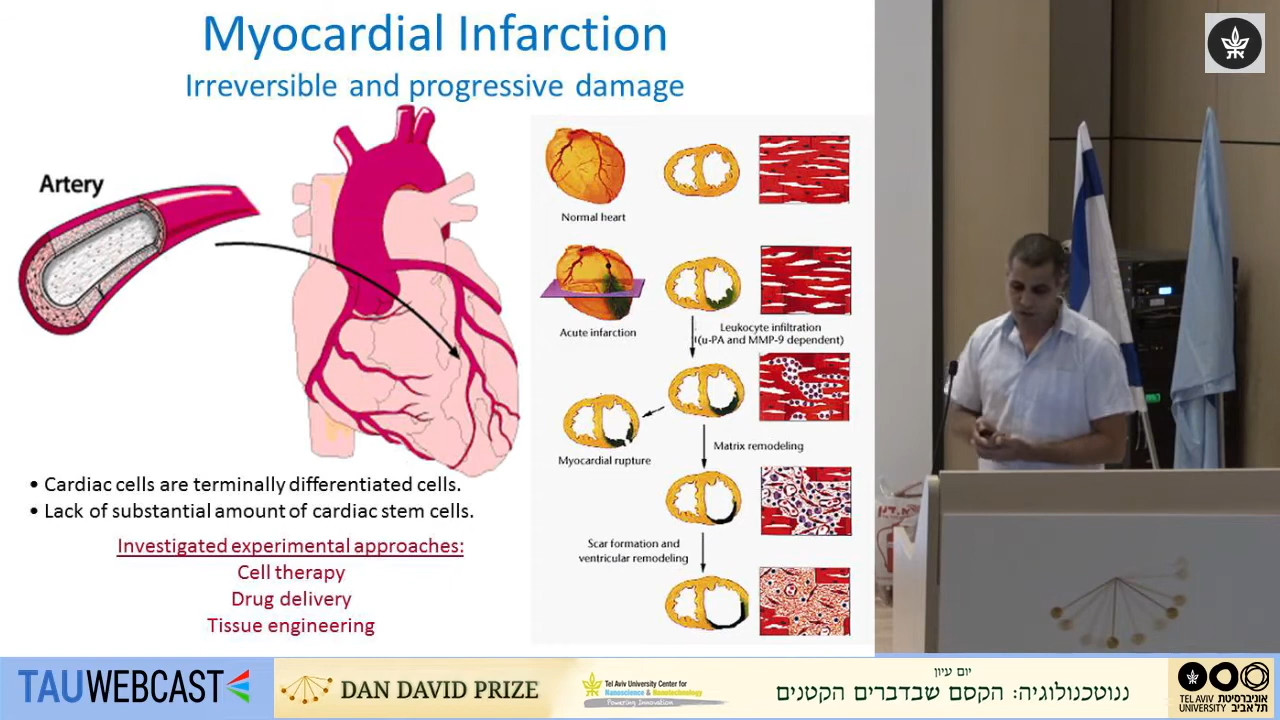 Myocardial Infarction
Irreversible and progressive damage
Artery
• Cardiac cells are terminally differentiated cells.
• Lack of substantial amount of cardiac stem cells.
Investigated experimental approaches:
Cell therapy
Drug delivery
Tissue engineering
Normal heart
Acute infarction
Leukocyte infiltration
(u-PA and MMP-9 dependent)
Myocardial rupture
Matrix remodeling
Scar formation and
ventricular remodeling
TAUWEBCAST
DAN DAVID PRIZE
Tel Aviv University Center for
Nanoscience & Nanotechnology
Powering Innovation
יום עיון
ננוטכנולוגיה: הקסם שבדברים הקטנים
TEL AVIV UNIVERSITY
אוניברסיטת תל אביב